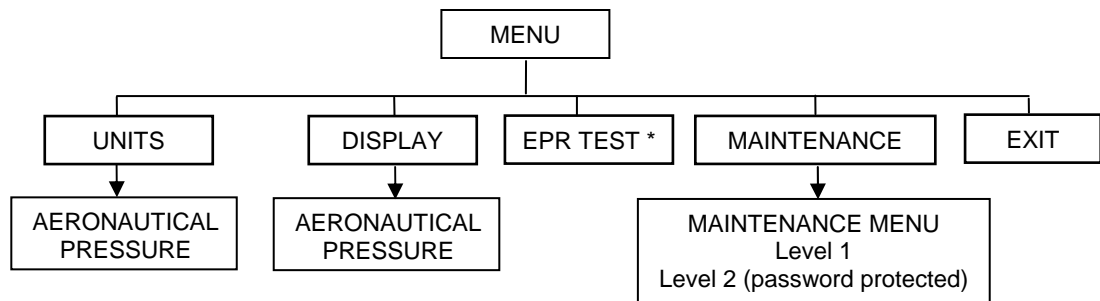 MENU
UNITS
DISPLAY
EPR TEST *
MAINTENANCE
EXIT
AERONAUTICAL
PRESSURE
AERONAUTICAL
PRESSURE
MAINTENANCE MENU
Level 1
Level 2 (password protected)